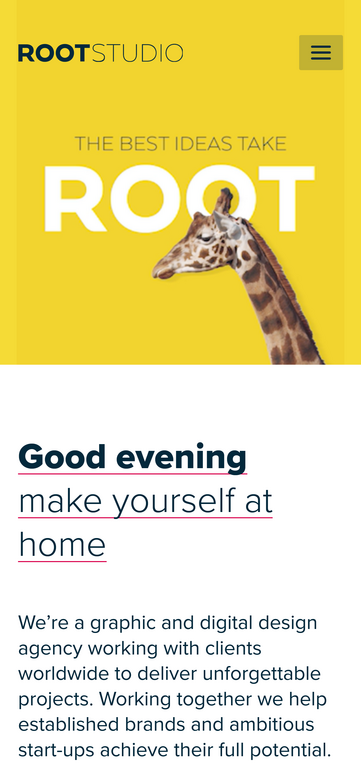 ROOTSTUDIO
THE BEST IDEAS TAKE
ROOT
Good evening
make yourself at
home
We’re a graphic and digital design
agency working with clients
worldwide to deliver unforgettable
projects. Working together we help
established brands and ambitious
start-ups achieve their full potential.